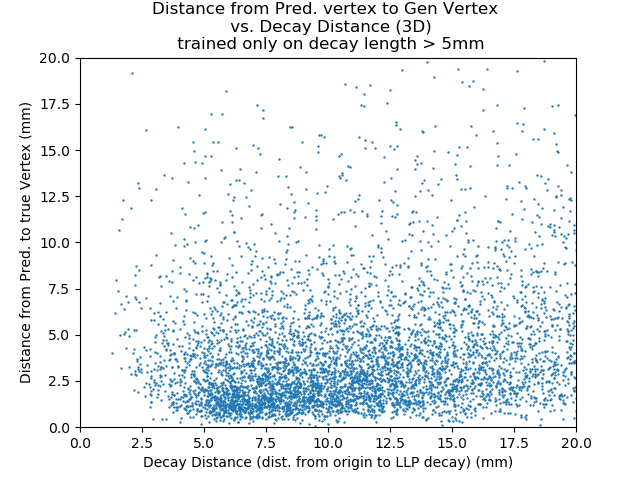 Distance from Pred. vertex to Gen Vertex
vs. Decay Distance (3D)
trained only on decay length > 5mm
20.0
17.5
15.0
12.5
10.0
7.5
5.0
2.5
0.0
Distance from Pred. to true Vertex (mm)
0.0 2.5 5.0 7.5 10.0 12.5 15.0 17.5 20.0
Decay Distance (dist. from origin to LLP decay) (mm)